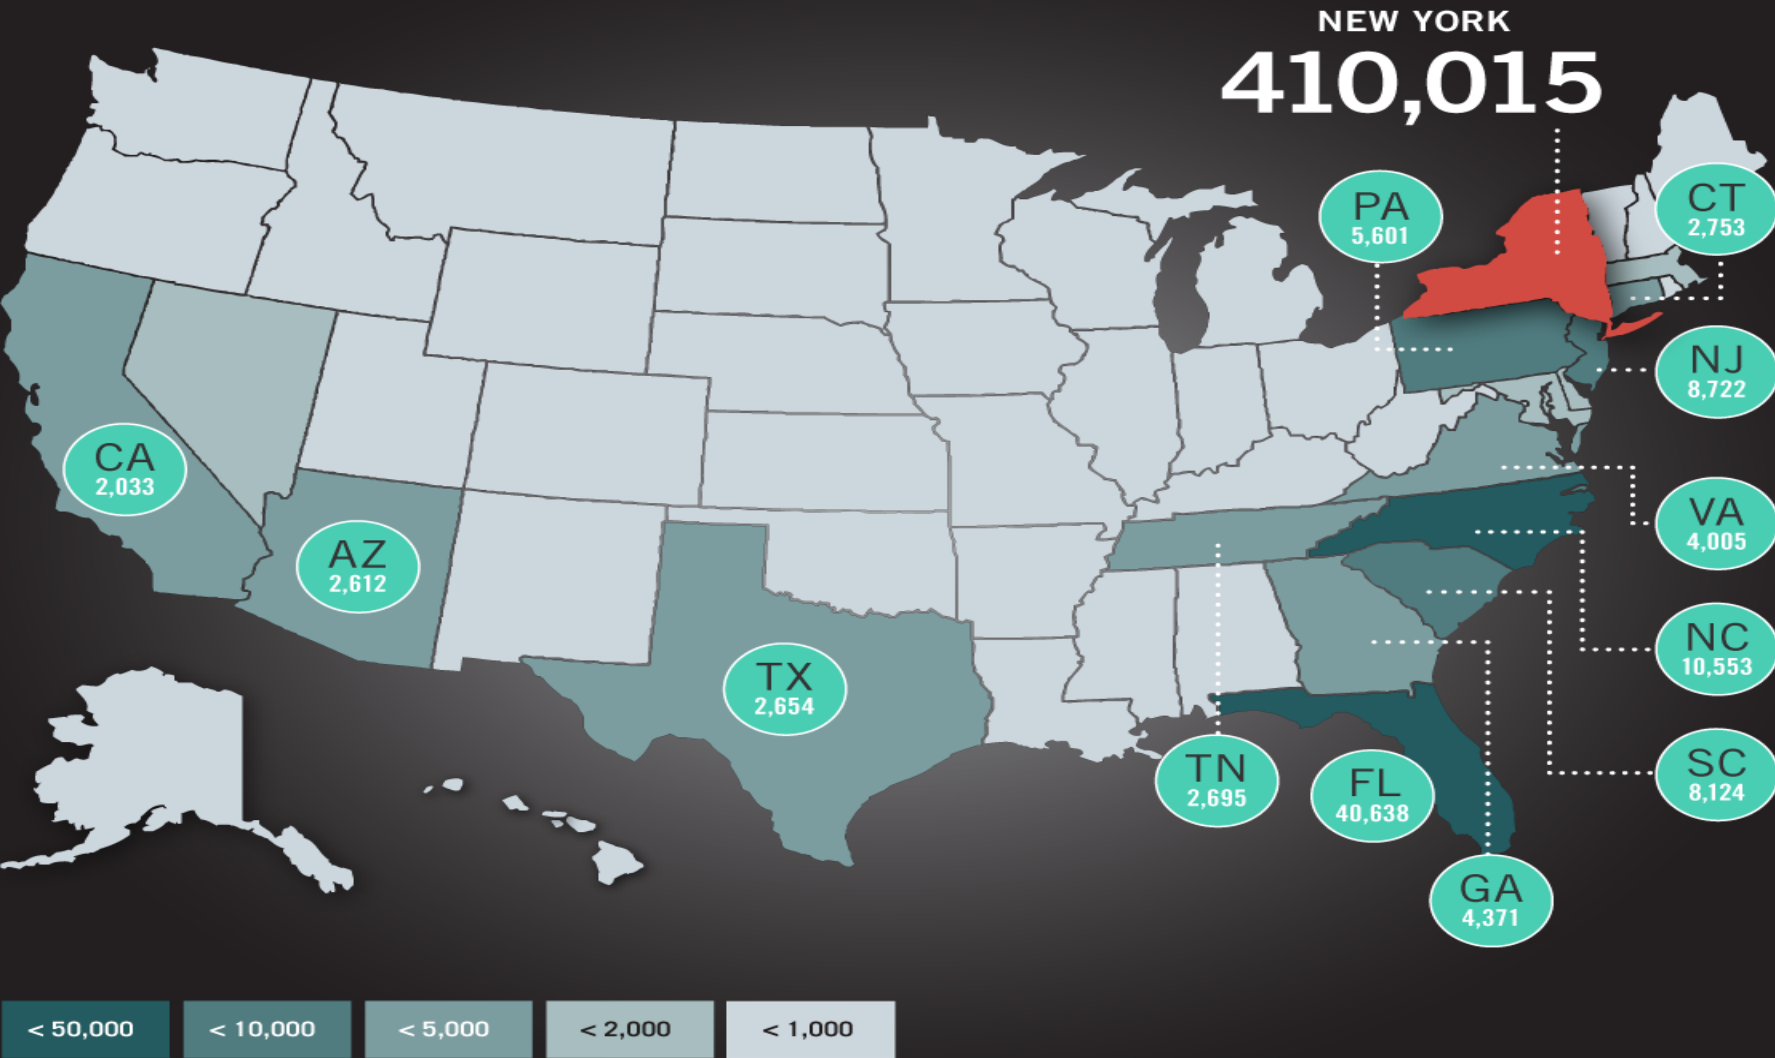 NEW YORK
410,015
PA
5,601
CT
2,753
NJ
8,722
CA
2,033
AZ
2,612
VA
4,005
NC
10,553
TX
2,654
TN
2,695
FL
40,638
SC
8,124
GA
4,371
< 50,000
< 10,000
< 5,000
< 2,000
< 1,000